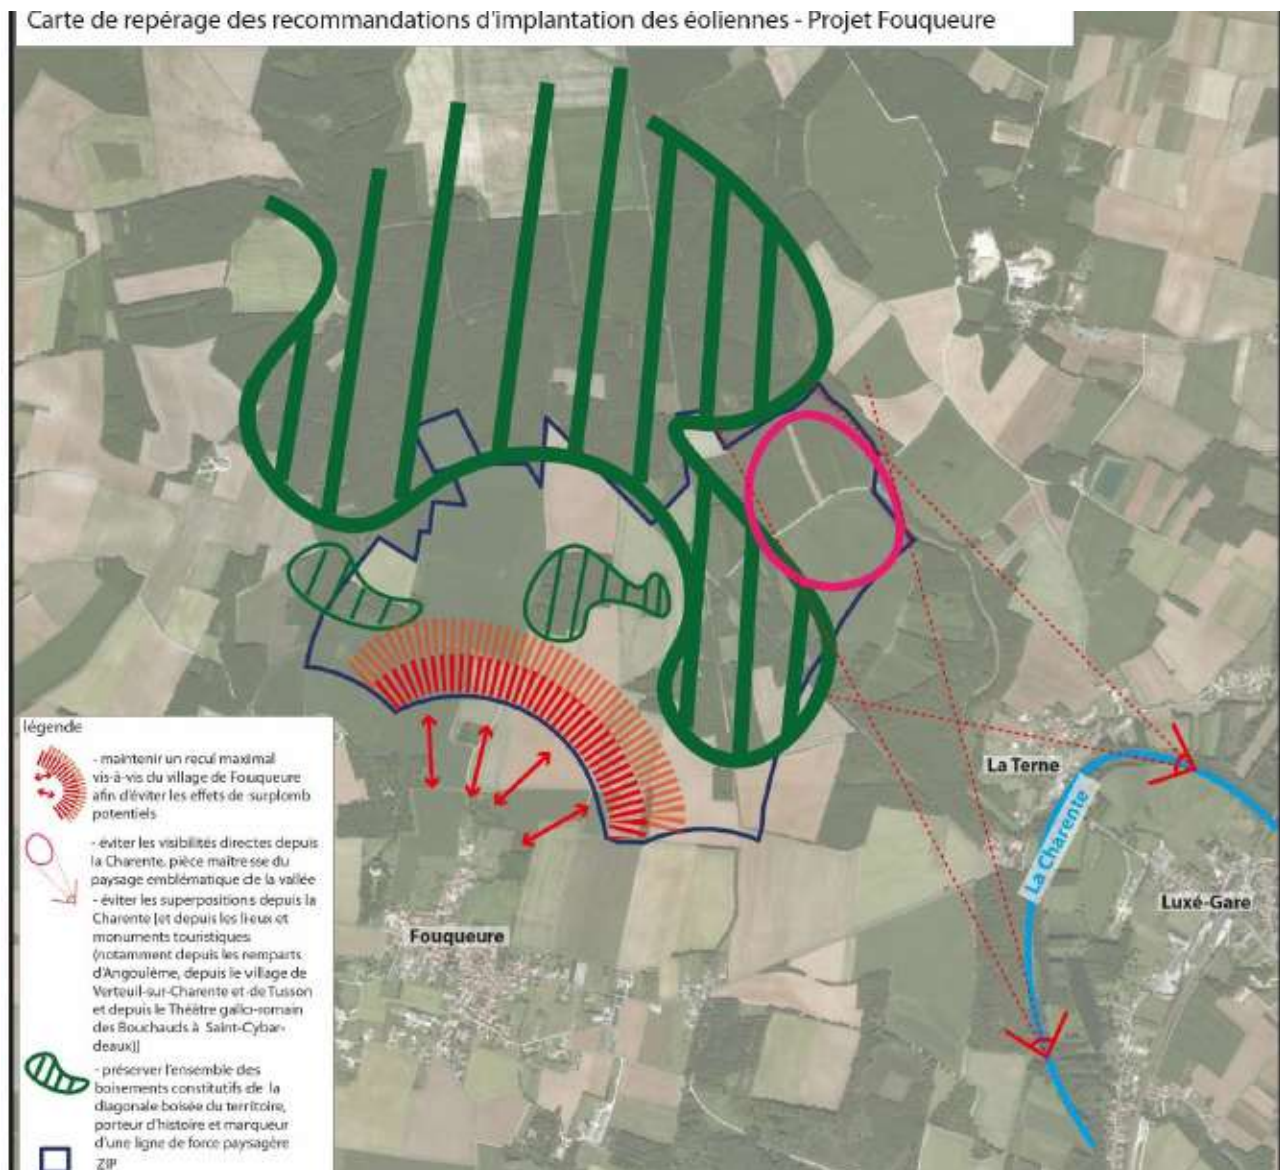 Carte de repérage des recommandations d'implantation des éoliennes - Projet Fouqueure
La Terne
La Charente
Luxé-Gare
Fouqueure
légende
- maintenir un recul maximal
vis-à-vis du village de Fouqueure
afin d'éviter les effets de surplomb
potentiels
- éviter les visibilités directes depuis
la Charente, pièce maîtresse du
paysage emblématique de la vallée
- éviter les superpositions depuis la
Charente [et depuis les lieux et
monuments touristiques
(notamment depuis les remparts
d'Angoulème, depuis le village de
Verteuil-sur-Charente et de Tusson
et depuis le Théâtre gallo-romain
des Bouchauds à Saint-Cybar-
deaux)]
- préserver l'ensemble des
boisements constitutifs de la
diagonale boisée du territoire,
porteur d'histoire et marqueur
d'une ligne de force paysagère
ZIP